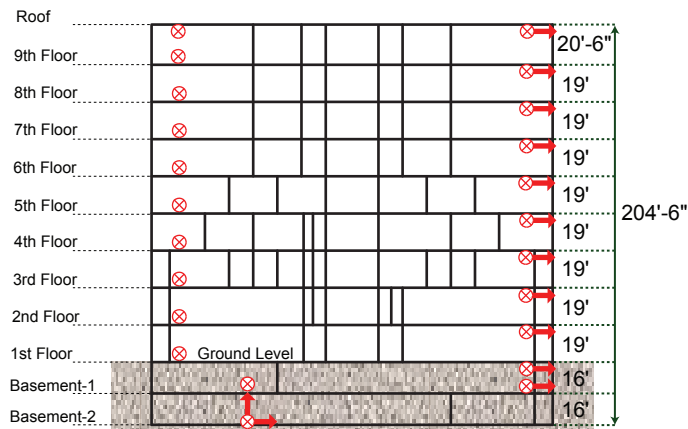 Roof
20'-6"
9th Floor
19'
8th Floor
19'
7th Floor
19'
6th Floor
19'
5th Floor
204'-6"
19'
4th Floor
19'
3rd Floor
19'
2nd Floor
19'
1st Floor
Ground Level
16'
Basement-1
16'
Basement-2